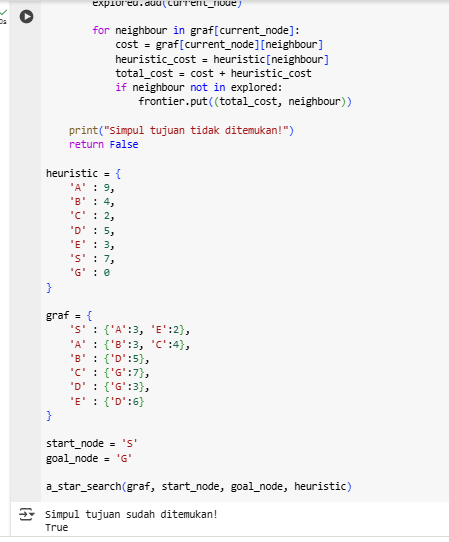 explored.add(current_node)
for neighbour in graf[current_node]:
cost = graf[current_node][neighbour]
heuristic_cost = heuristic[neighbour]
total_cost = cost + heuristic_cost
if neighbour not in explored:
frontier.put((total_cost, neighbour))
print("Simpul tujuan tidak ditemukan!")
return False
heuristic = {
'A' : 9,
'B' : 4,
'C' : 2,
'D' : 5,
'E' : 3,
'S' : 7,
'G' : 0
}
graf = {
'S' : {'A':3, 'E':2},
'A' : {'B':3, 'C':4},
'B' : {'D':5},
'C' : {'G':7},
'D' : {'G':3},
'E' : {'D':6}
}
start_node = 'S'
goal_node = 'G'
a_star_search(graf, start_node, goal_node, heuristic)
Simpul tujuan sudah ditemukan!
True